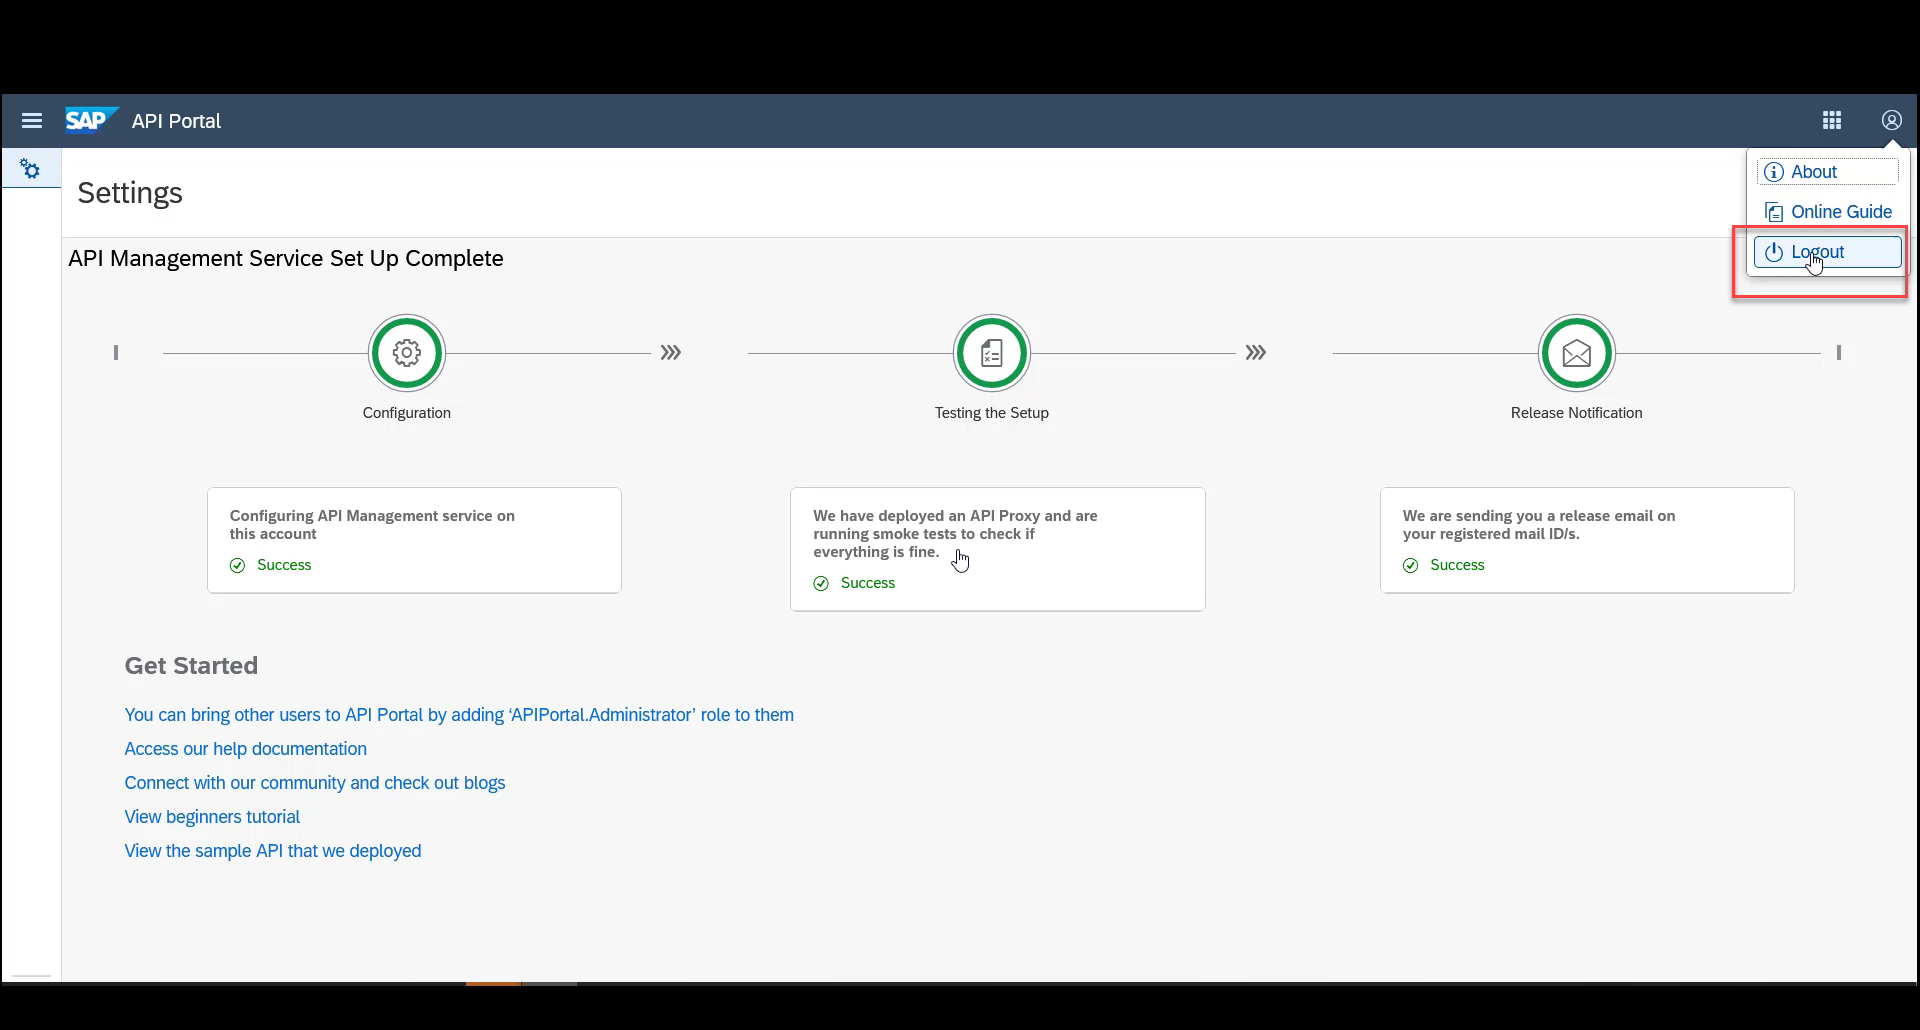 SAP API Portal
About
Online Guide
Logout
Settings
API Management Service Set Up Complete
Configuration
Testing the Setup
Release Notification
Configuring API Management service on
this account
Success
We have deployed an API Proxy and are
running smoke tests to check if
everything is fine.
Success
We are sending you a release email on
your registered mail ID/s.
Success
Get Started
You can bring other users to API Portal by adding ‘APIPortal.Administrator’ role to them
Access our help documentation
Connect with our community and check out blogs
View beginners tutorial
View the sample API that we deployed